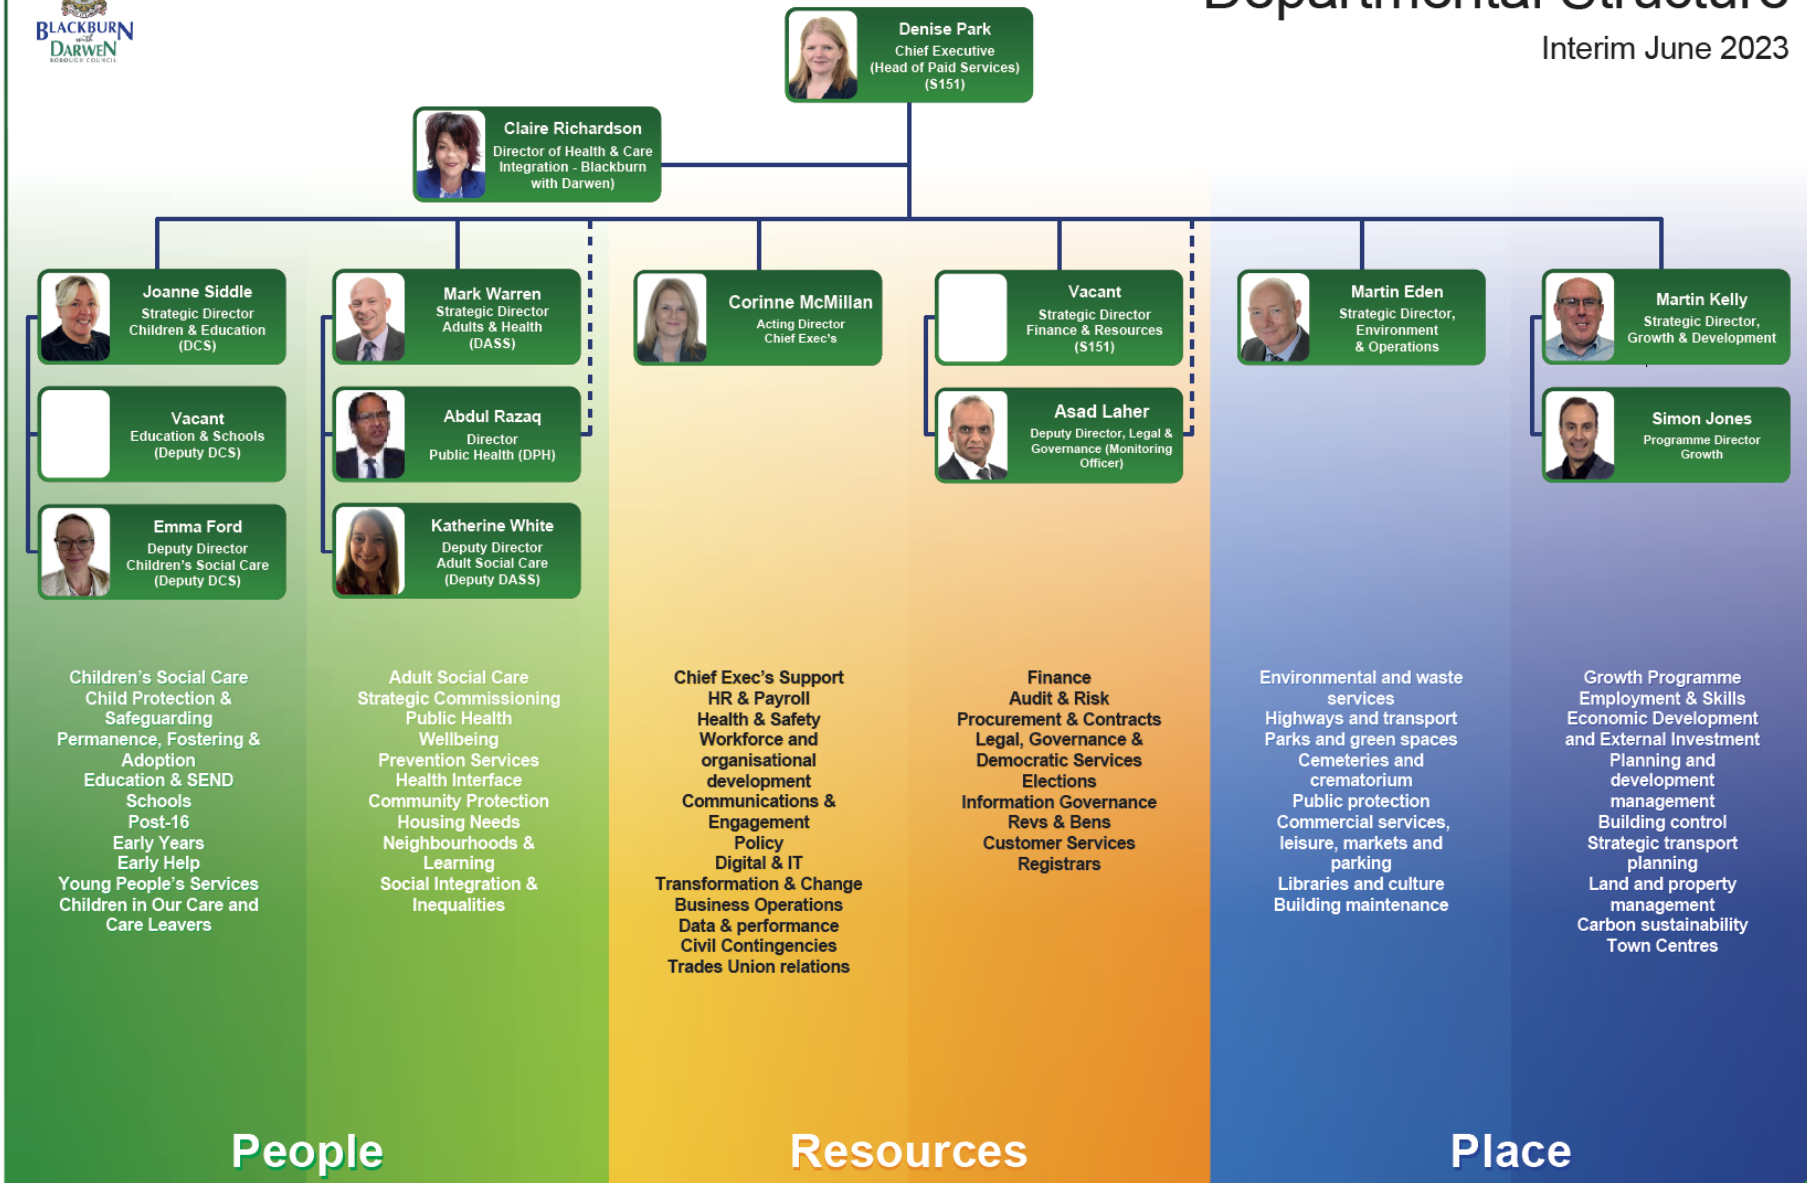 BLACKBURN
with
DARWEN
BOROUGH COUNCIL
Departmental Structure
Interim June 2023
Denise Park
Chief Executive
(Head of Paid Services)
(S151)
Claire Richardson
Director of Health & Care
Integration - Blackburn
with Darwen)
Joanne Siddle
Strategic Director
Children & Education
(DCS)
Vacant
Education & Schools
(Deputy DCS)
Emma Ford
Deputy Director
Children's Social Care
(Deputy DCS)
Mark Warren
Strategic Director
Adults & Health
(DASS)
Abdul Razaq
Director
Public Health (DPH)
Katherine White
Deputy Director
Adult Social Care
(Deputy DASS)
Corinne McMillan
Acting Director
Chief Exec's
Vacant
Strategic Director
Finance & Resources
(S151)
Asad Laher
Deputy Director, Legal &
Governance (Monitoring
Officer)
Martin Eden
Strategic Director,
Environment
& Operations
Martin Kelly
Strategic Director,
Growth & Development
Simon Jones
Programme Director
Growth
Children's Social Care
Child Protection &
Safeguarding
Permanence, Fostering &
Adoption
Education & SEND
Schools
Post-16
Early Years
Early Help
Young People's Services
Children in Our Care and
Care Leavers
Adult Social Care
Strategic Commissioning
Public Health
Wellbeing
Prevention Services
Health Interface
Community Protection
Housing Needs
Neighbourhoods &
Learning
Social Integration &
Inequalities
Chief Exec's Support
HR & Payroll
Health & Safety
Workforce and
organisational
development
Communications &
Engagement
Policy
Digital & IT
Transformation & Change
Business Operations
Data & performance
Civil Contingencies
Trades Union relations
Finance
Audit & Risk
Procurement & Contracts
Legal, Governance &
Democratic Services
Elections
Information Governance
Revs & Bens
Customer Services
Registrars
Environmental and waste
services
Highways and transport
Parks and green spaces
Cemeteries and
crematorium
Public protection
Commercial services,
leisure, markets and
parking
Libraries and culture
Building maintenance
Growth Programme
Employment & Skills
Economic Development
and External Investment
Planning and
development
management
Building control
Strategic transport
planning
Land and property
management
Carbon sustainability
Town Centres
People
Resources
Place